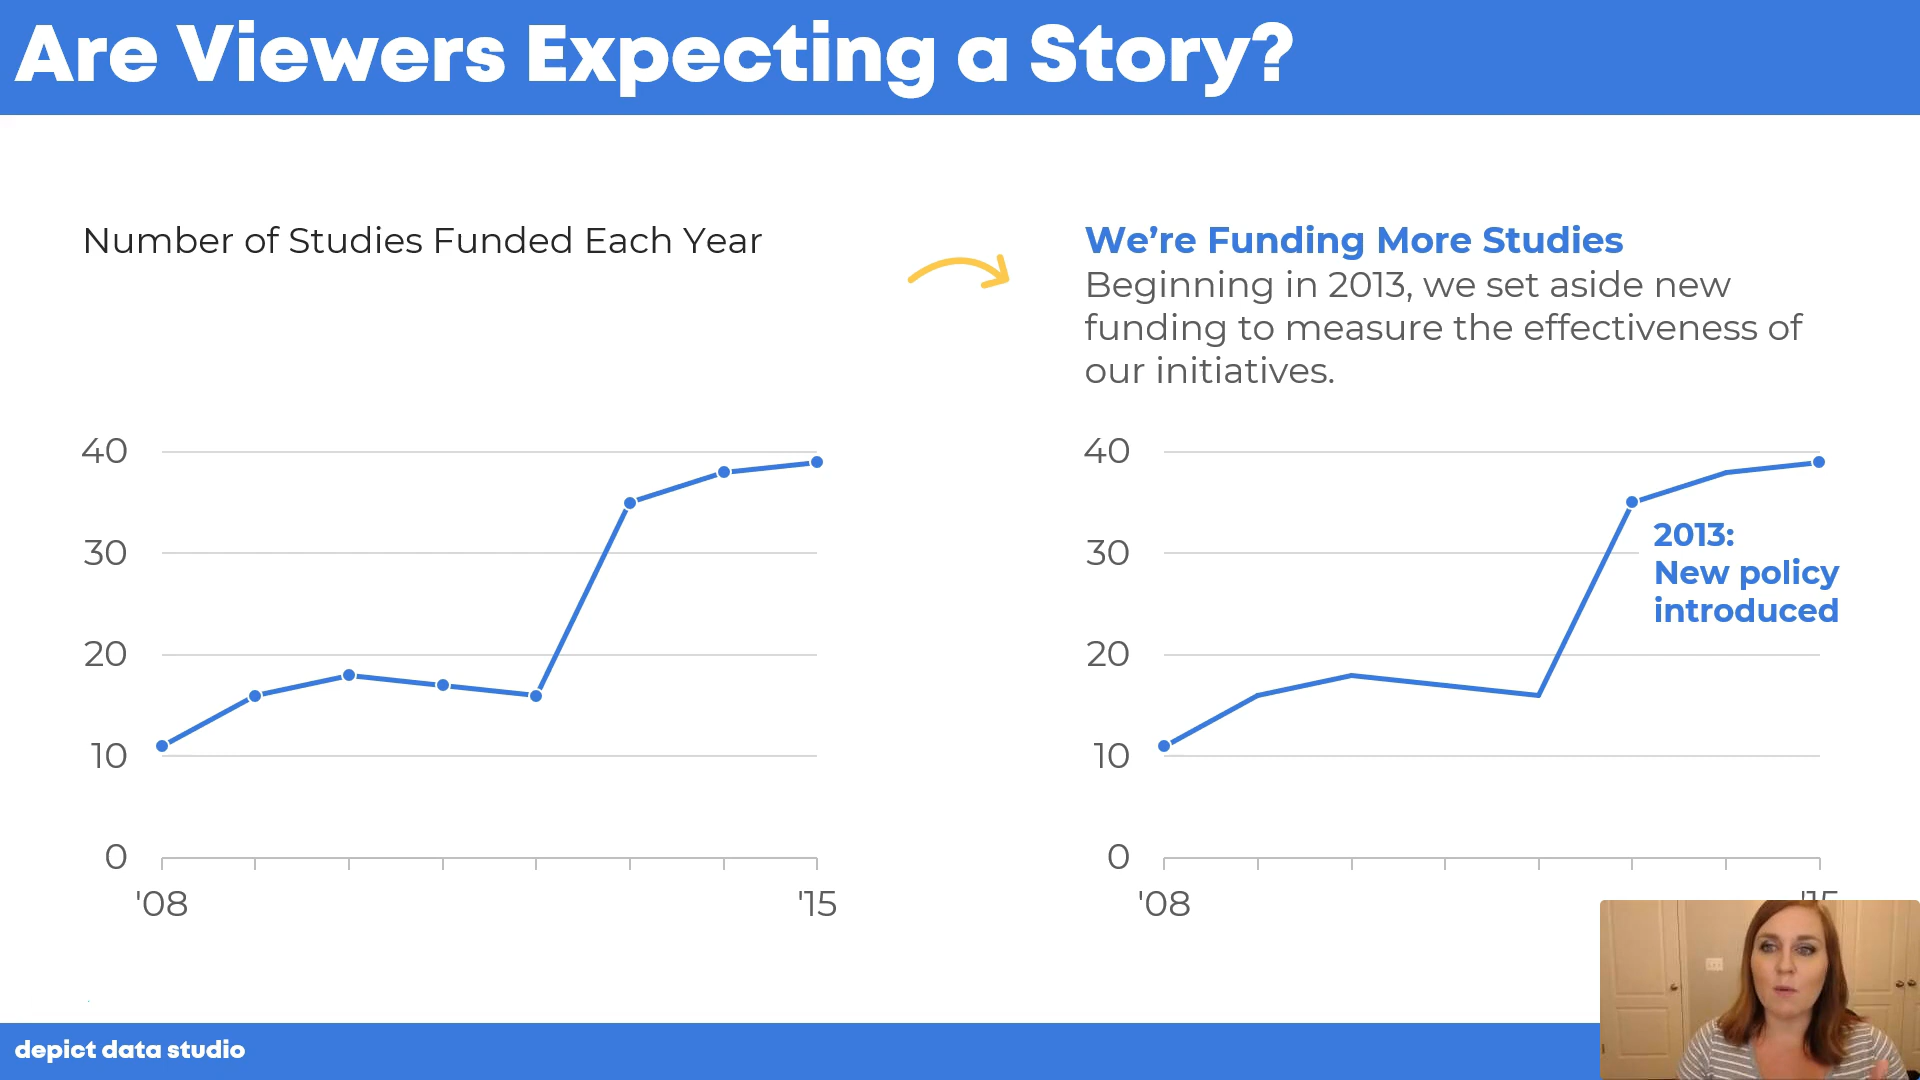 Are Viewers Expecting a Story?
Number of Studies Funded Each Year
40
30
20
10
0
'08
'15
We're Funding More Studies
Beginning in 2013, we set aside new
funding to measure the effectiveness of
our initiatives.
40
30
20
10
0
2013:
New policy
introduced
'08
'15
depict data studio